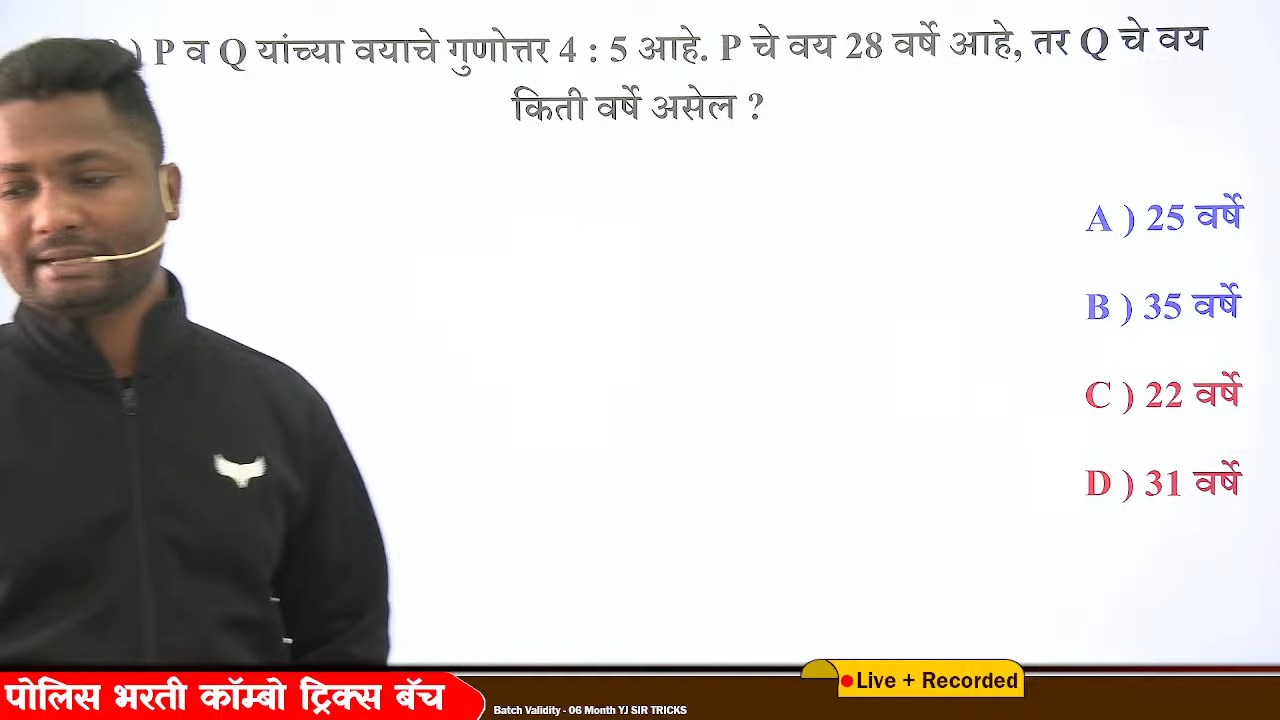 ) P व Q यांच्या वयाचे गुणोत्तर 4 : 5 आहे. P चे वय 28 वर्षे आहे, तर Q चे वय
किती वर्षे असेल ?
A ) 25 वर्षे
B ) 35 वर्षे
C ) 22 वर्षे
D ) 31 वर्षे
पोलिस भरती कॉम्बो ट्रिक्स बॅच
Live + Recorded
Batch Validity - 06 Month YJ SIR TRICKS